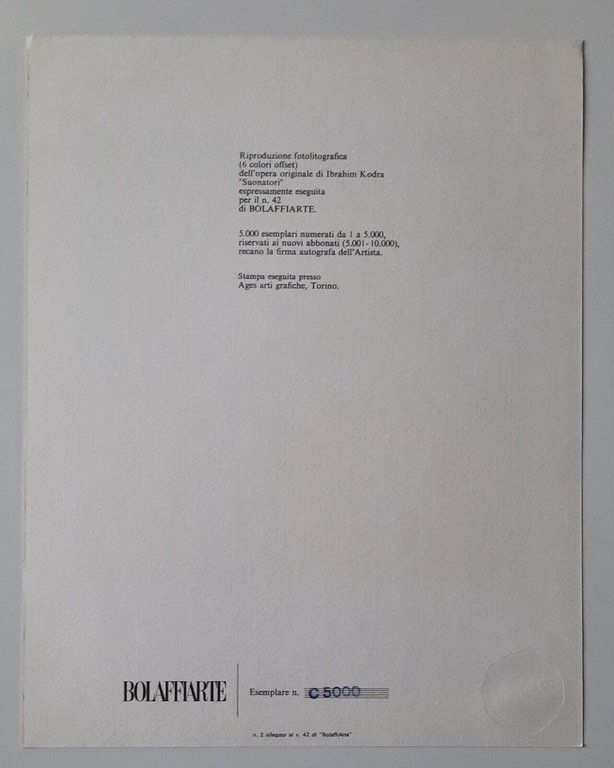 Riproduzione fotolitografica
(6 colori offset)
dell'opera originale di Ibrahim Kodra
"Suonatori"
espressamente eseguita
per il n. 42
di BOLAFFIARTE.
5.000 esemplari numerati da 1 a 5.000,
riservati ai nuovi abbonati (5.001-10.000),
recano la firma autografa dell'Artista.
Stampa eseguita presso
Ages arti grafiche, Torino.
BOLAFFIARTE
Esemplare n. C 5000
n. 2 allegato al n. 42 di "BolaffiArte"